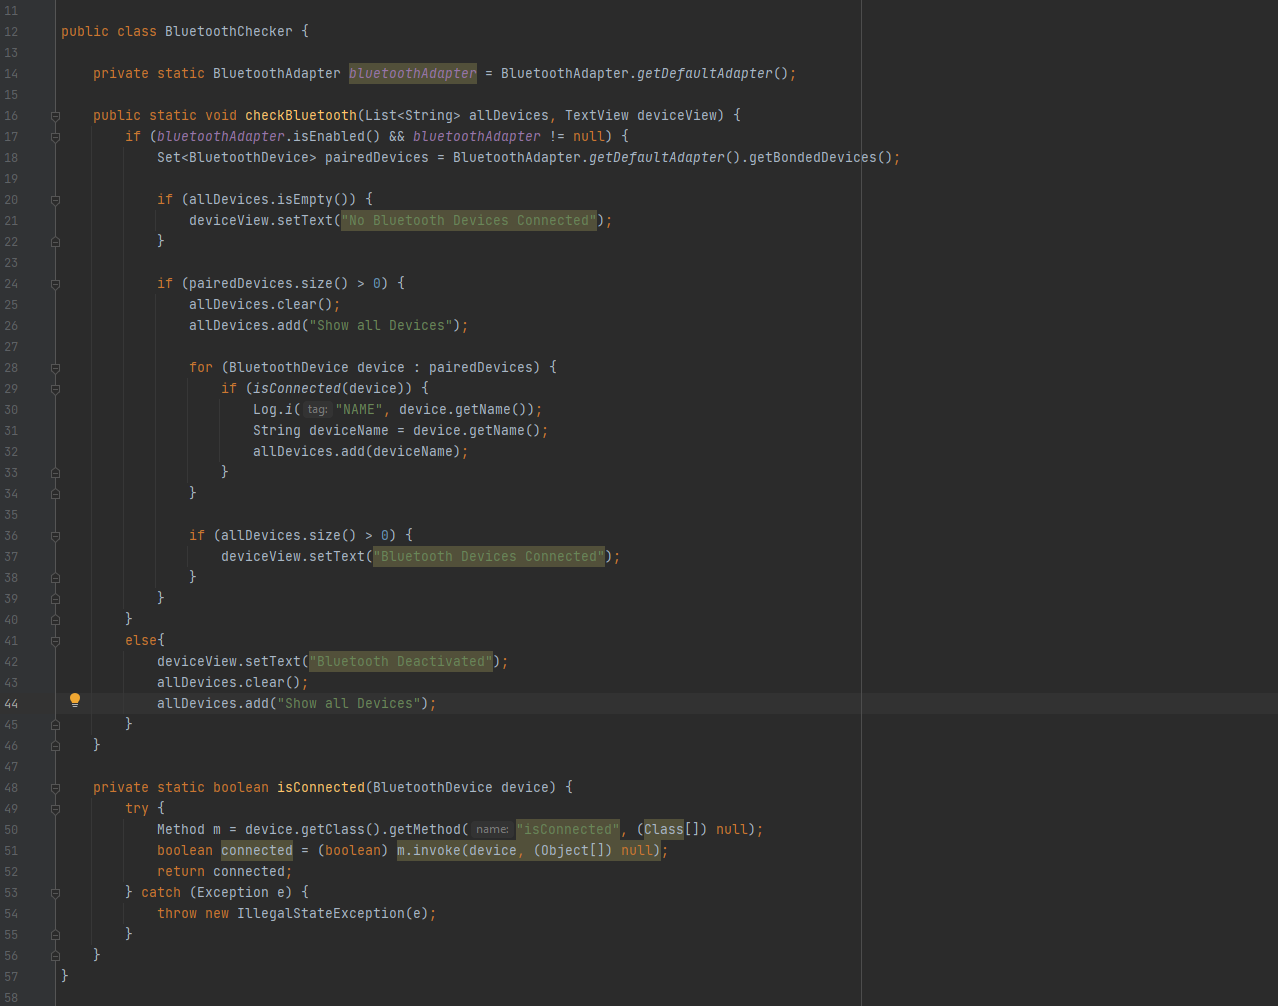 11
12 public class BluetoothChecker {
13
14 private static BluetoothAdapter bluetoothAdapter = BluetoothAdapter.getDefaultAdapter();
15
16 public static void checkBluetooth(List<String> allDevices, TextView deviceView) {
17 if (bluetoothAdapter.isEnabled() && bluetoothAdapter != null) {
18 Set<BluetoothDevice> pairedDevices = BluetoothAdapter.getDefaultAdapter().getBondedDevices();
19
20 if (allDevices.isEmpty()) {
21 deviceView.setText("No Bluetooth Devices Connected");
22 }
23
24 if (pairedDevices.size() > 0) {
25 allDevices.clear();
26 allDevices.add("Show all Devices");
27
28 for (BluetoothDevice device : pairedDevices) {
29 if (isConnected(device)) {
30 Log.i( tag: "NAME", device.getName());
31 String deviceName = device.getName();
32 allDevices.add(deviceName);
33 }
34 }
35
36 if (allDevices.size() > 0) {
37 deviceView.setText("Bluetooth Devices Connected");
38 }
39 }
40 }
41 else{
42 deviceView.setText("Bluetooth Deactivated");
43 allDevices.clear();
44 allDevices.add("Show all Devices");
45 }
46 }
47
48 private static boolean isConnected(BluetoothDevice device) {
49 try {
50 Method m = device.getClass().getMethod( name: "isConnected", (Class[]) null);
51 boolean connected = (boolean) m.invoke(device, (Object[]) null);
52 return connected;
53 } catch (Exception e) {
54 throw new IllegalStateException(e);
55 }
56 }
57 }
58